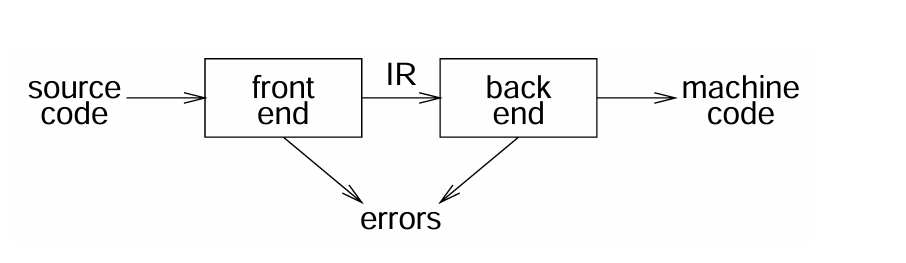 source
code
front
end
IR
back
end
machine
code
errors